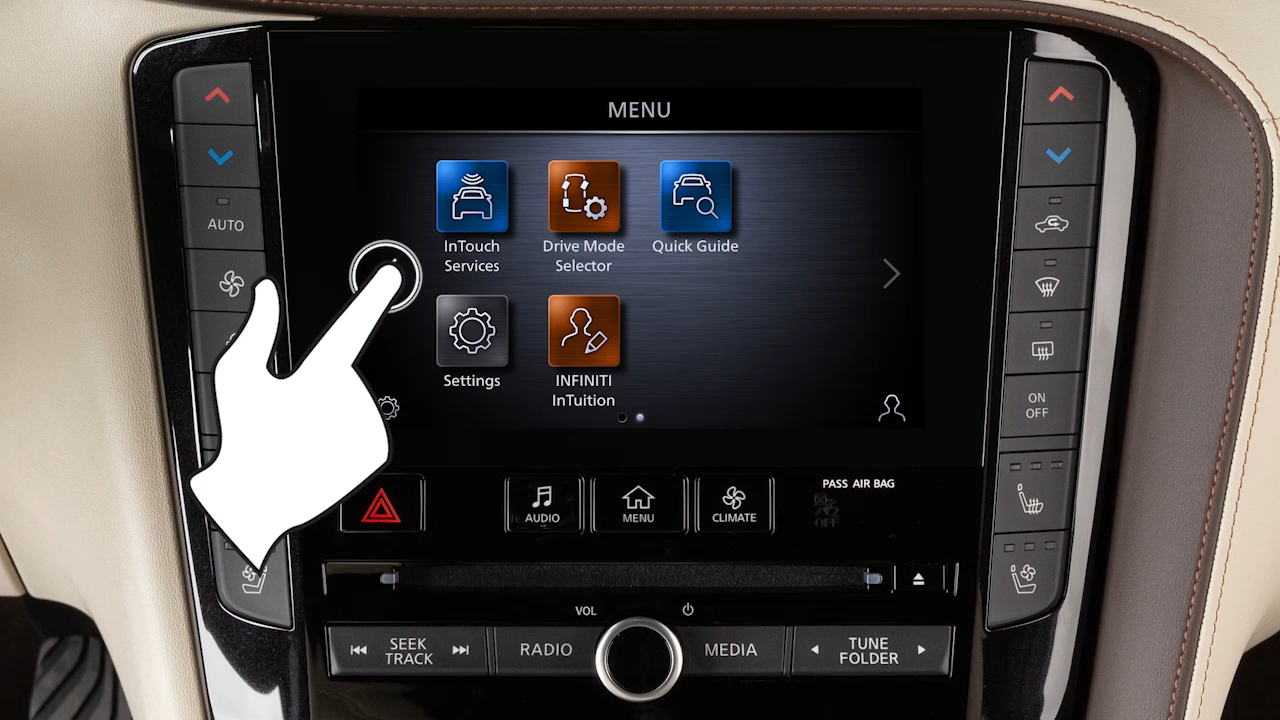 MENU
InTouch
Services
Drive Mode
Selector
Quick Guide
Settings
INFINITI
InTuition
AUTO
ON
OFF
PASS AIR BAG
OFF
AUDIO
MENU
CLIMATE
VOL
SEEK
TRACK
RADIO
MEDIA
TUNE
FOLDER